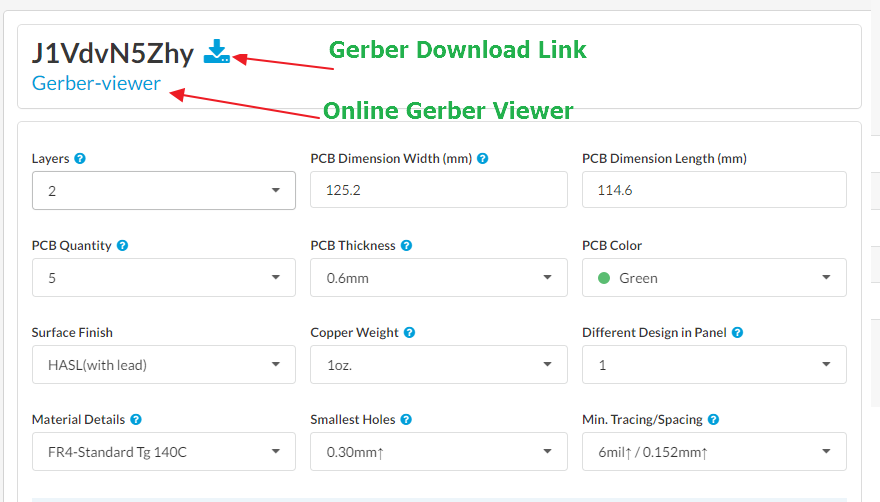 J1VdvN5Zhy
Gerber Download Link
Gerber-viewer
Online Gerber Viewer
Layers ?
PCB Dimension Width (mm) ?
PCB Dimension Length (mm)
2
125.2
114.6
PCB Quantity ?
PCB Thickness ?
PCB Color
5
0.6mm
Green
Surface Finish
Copper Weight ?
Different Design in Panel ?
HASL(with lead)
1oz.
1
Material Details ?
Smallest Holes ?
Min. Tracing/Spacing ?
FR4-Standard Tg 140C
0.30mm↑
6mil↑ / 0.152mm↑